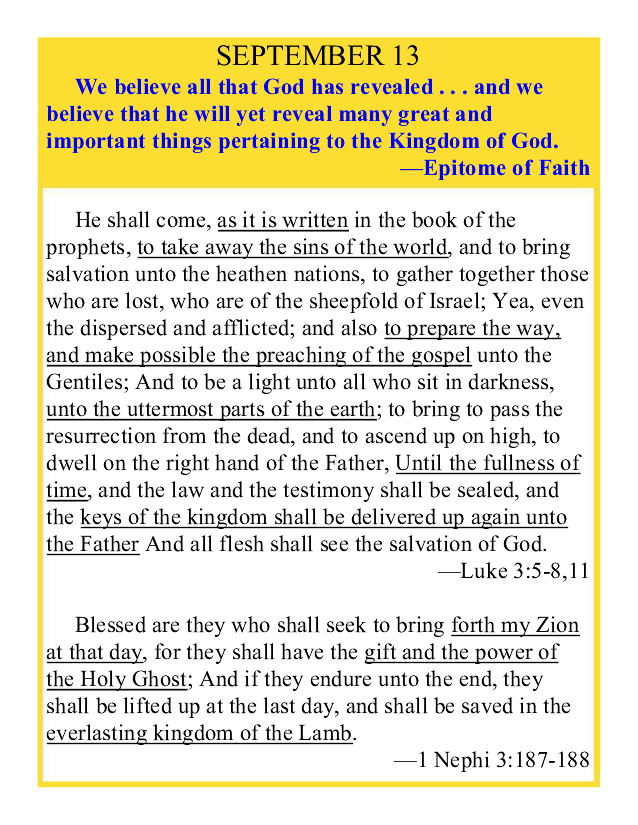 SEPTEMBER 13
We believe all that God has revealed . . . and we
believe that he will yet reveal many great and
important things pertaining to the Kingdom of God.
—Epitome of Faith
He shall come, as it is written in the book of the
prophets, to take away the sins of the world, and to bring
salvation unto the heathen nations, to gather together those
who are lost, who are of the sheepfold of Israel; Yea, even
the dispersed and afflicted; and also to prepare the way,
and make possible the preaching of the gospel unto the
Gentiles; And to be a light unto all who sit in darkness,
unto the uttermost parts of the earth; to bring to pass the
resurrection from the dead, and to ascend up on high, to
dwell on the right hand of the Father, Until the fullness of
time, and the law and the testimony shall be sealed, and
the keys of the kingdom shall be delivered up again unto
the Father And all flesh shall see the salvation of God.
—Luke 3:5-8,11
Blessed are they who shall seek to bring forth my Zion
at that day, for they shall have the gift and the power of
the Holy Ghost; And if they endure unto the end, they
shall be lifted up at the last day, and shall be saved in the
everlasting kingdom of the Lamb.
—1 Nephi 3:187-188